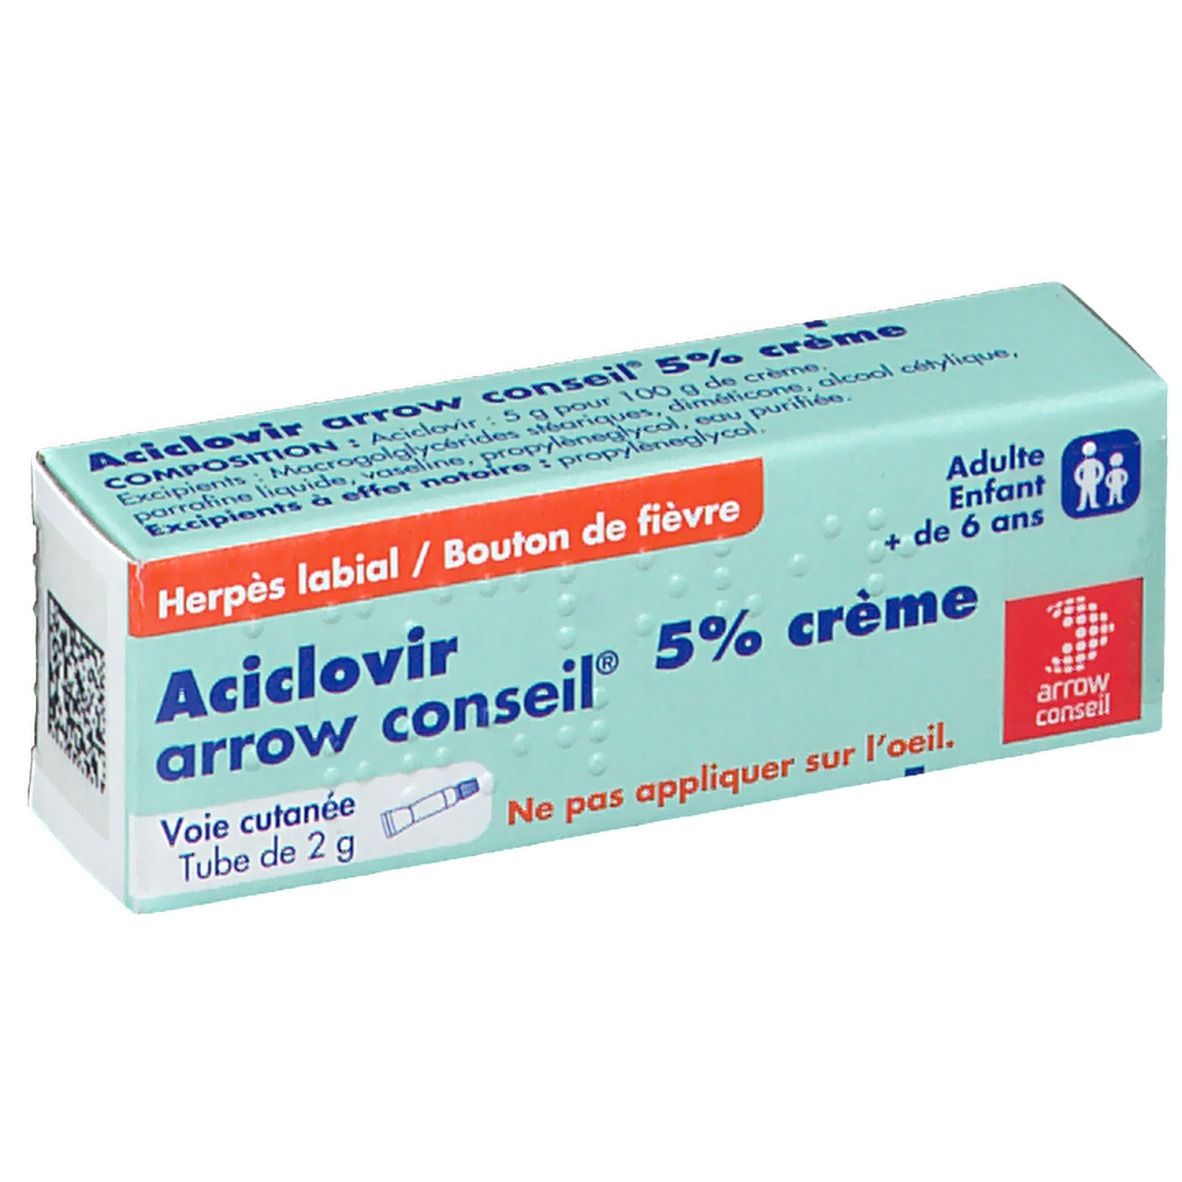 Aciclovir arrow conseil® 5% crème
COMPOSITION : Aciclovir : 5 g pour 100 g de crème.
Excipients : Macrogolglycérides stéariques, diméticone, alcool cétylique,
parrafine liquide, vaseline, propylèneglycol, eau purifiée.
Excipients à effet notoire : propylèneglycol.
Herpès labial / Bouton de fièvre
Adulte
Enfant
+ de 6 ans
Aciclovir
arrow conseil® 5% crème
arrow
conseil
Voie cutanée
Tube de 2 g
Ne pas appliquer sur l'oeil.